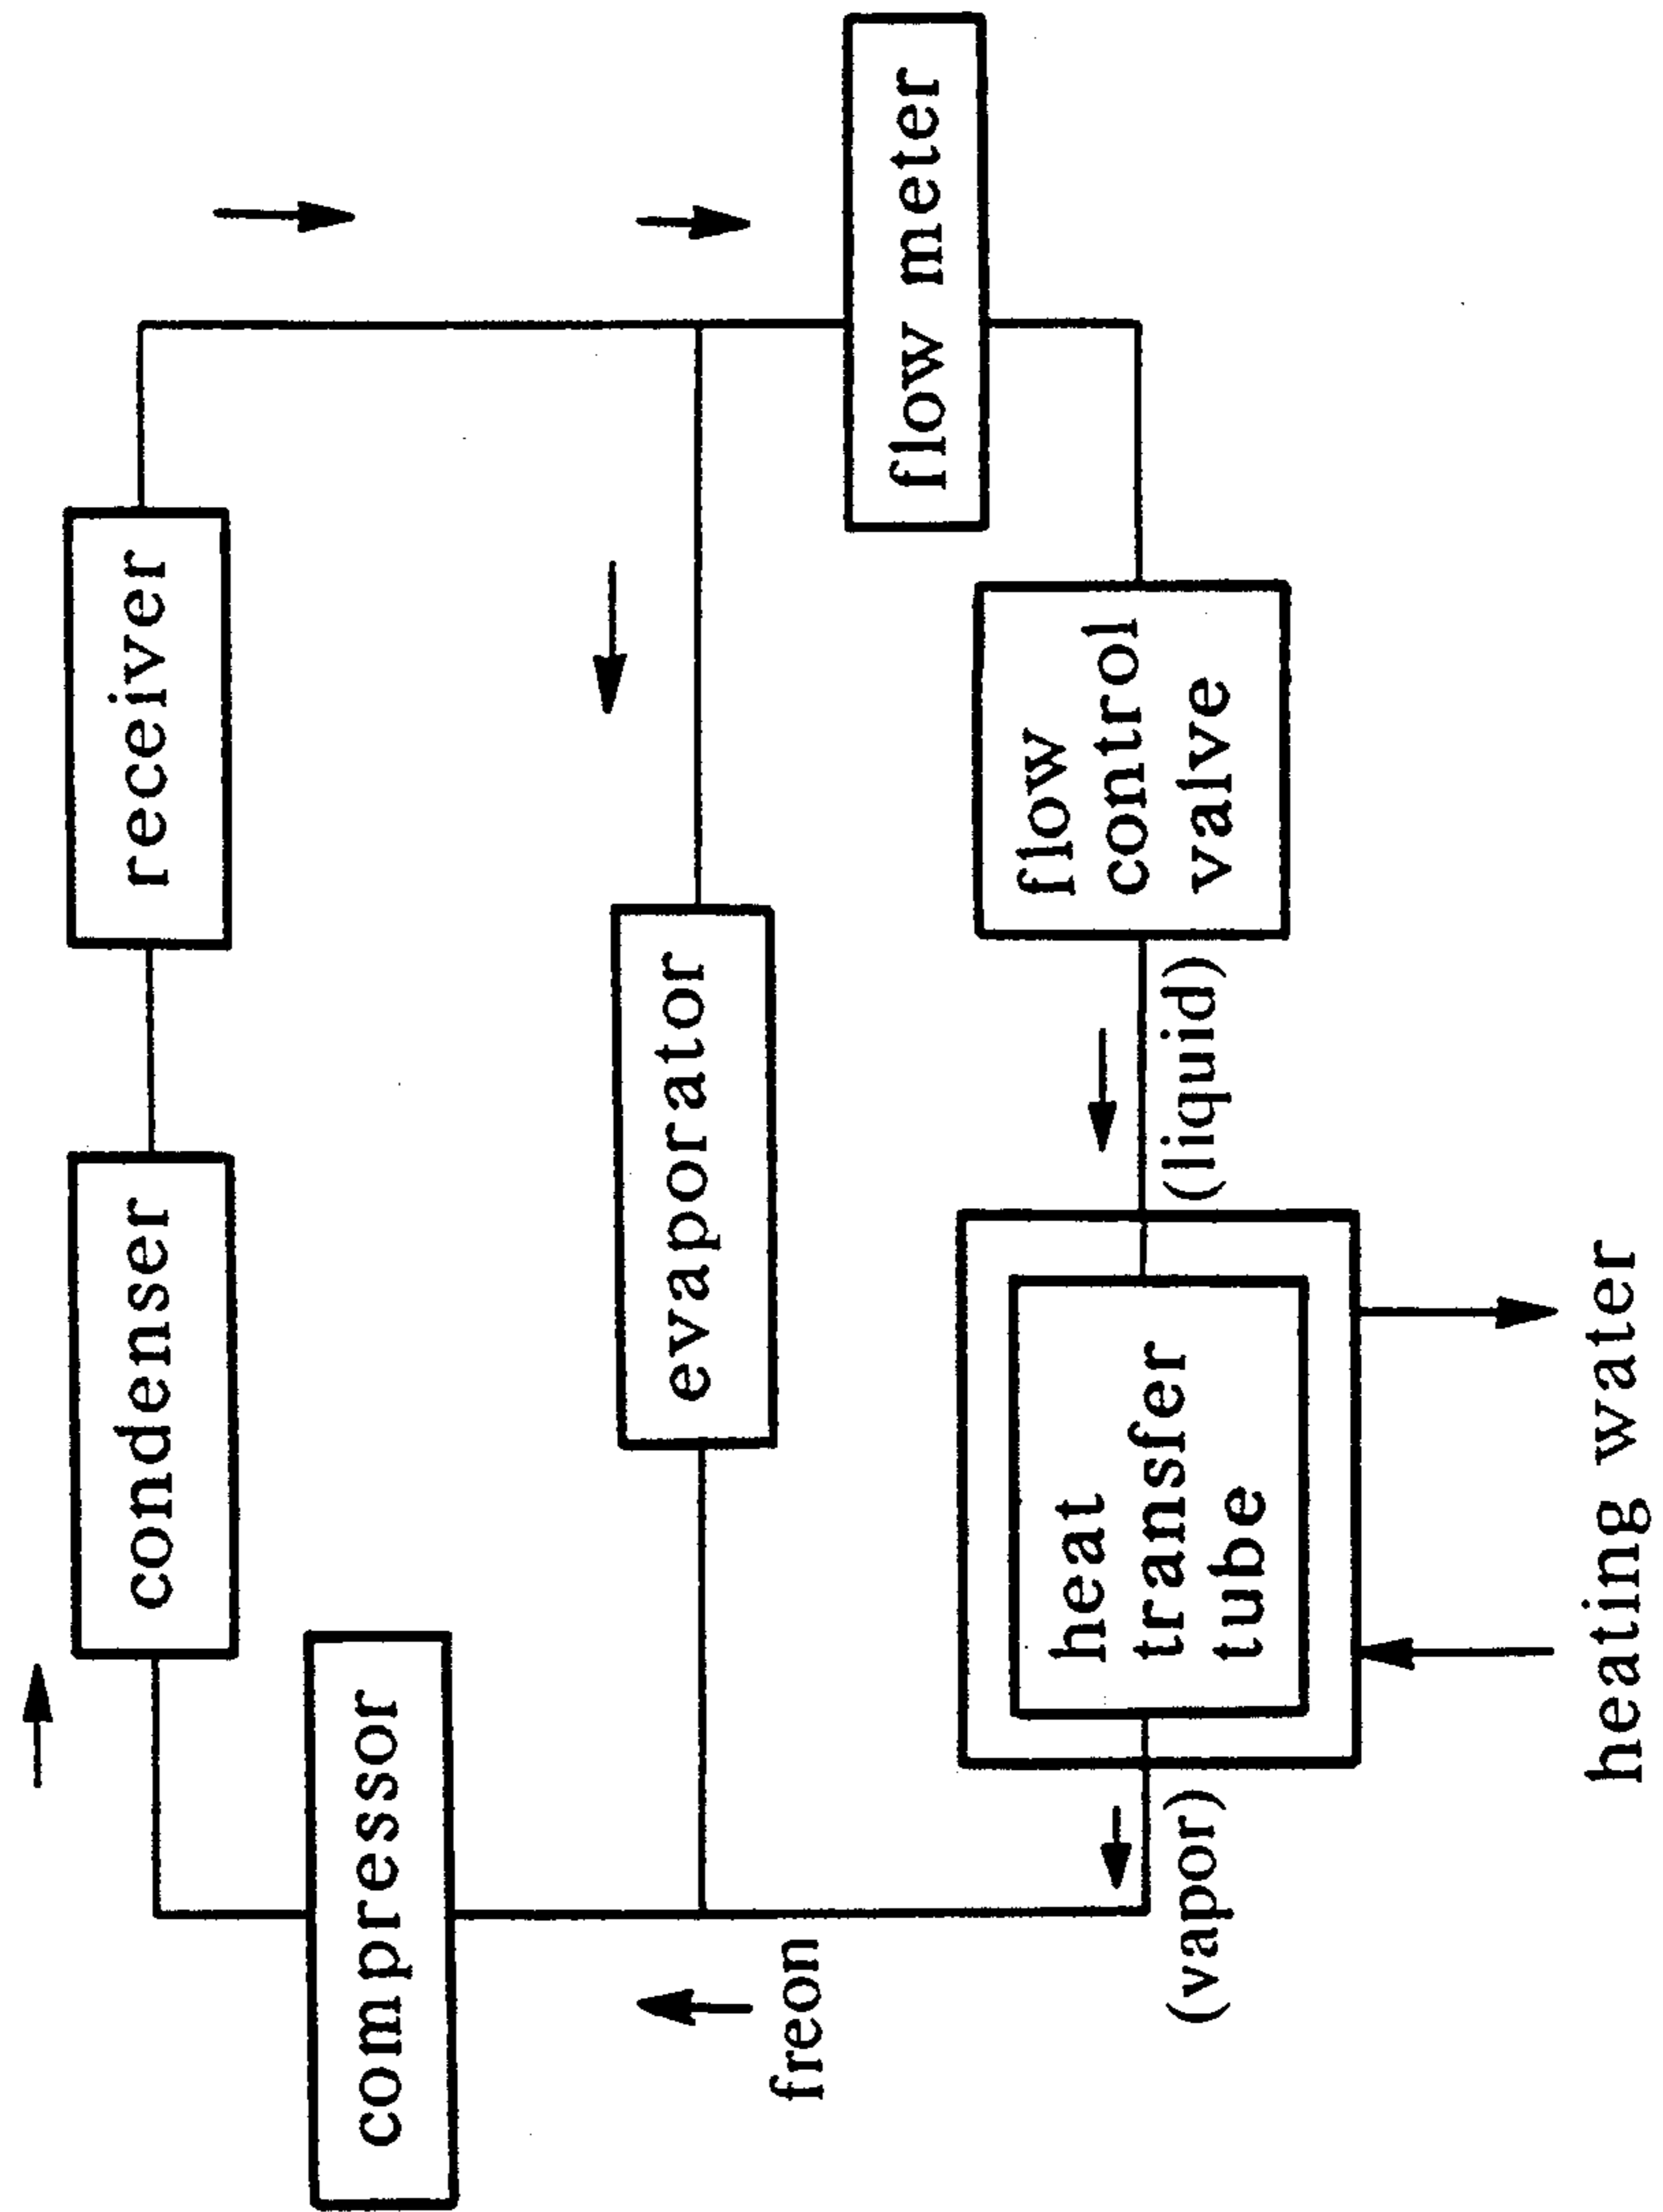 compressor
condenser
receiver
freon
evaporator
flow meter
(vapor)
heat
transfer
tube
(liquid)
flow
control
valve
heating water